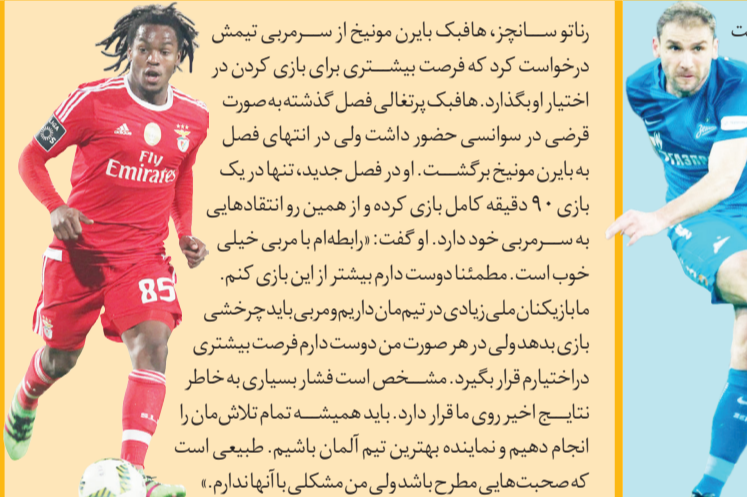 رناتو سانچز، هافبک بایرن مونیخ از سرمربی تیمش
درخواست کرد که فرصت بیشتری برای بازی کردن در
اختیار او بگذارد. هافبک پرتغالی فصل گذشته به صورت
قرضی در سوانسی حضور داشت ولی در انتهای فصل
به بایرن مونیخ برگشت. او در فصل جدید، تنها در یک
بازی ۹۰ دقیقه کامل بازی کرده و از همین رو انتقادهایی
به سرمربی خود دارد. او گفت: «رابطه‌ام با مربی خیلی
خوب است. مطمئنا دوست دارم بیشتر از این بازی کنم.
ما بازیکنان ملی زیادی در تیم‌مان داریم و مربی باید چرخشی
بازی بدهد ولی در هر صورت من دوست دارم فرصت بیشتری
در اختیارم قرار بگیرد. مشخص است فشار بسیاری به خاطر
نتایج اخیر روی ما قرار دارد. باید همیشه تمام تلاش‌مان را
انجام دهیم و نماینده بهترین تیم آلمان باشیم. طبیعی است
که صحبت‌هایی مطرح باشد ولی من مشکلی با آنها ندارم.»
adidas
Fly
Emirates
85